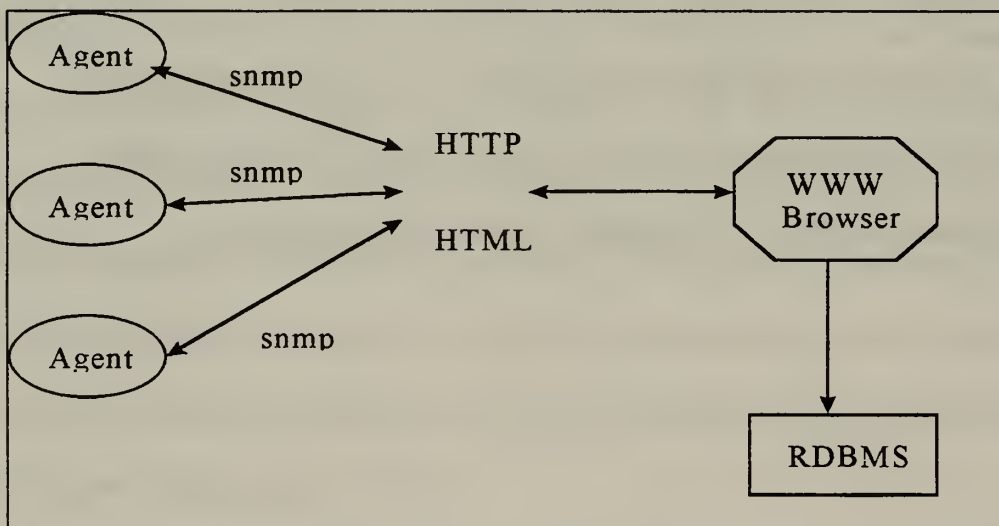 Agent
snmp
HTTP
snmp
Agent
HTML
WWW
Browser
snmp
Agent
RDBMS